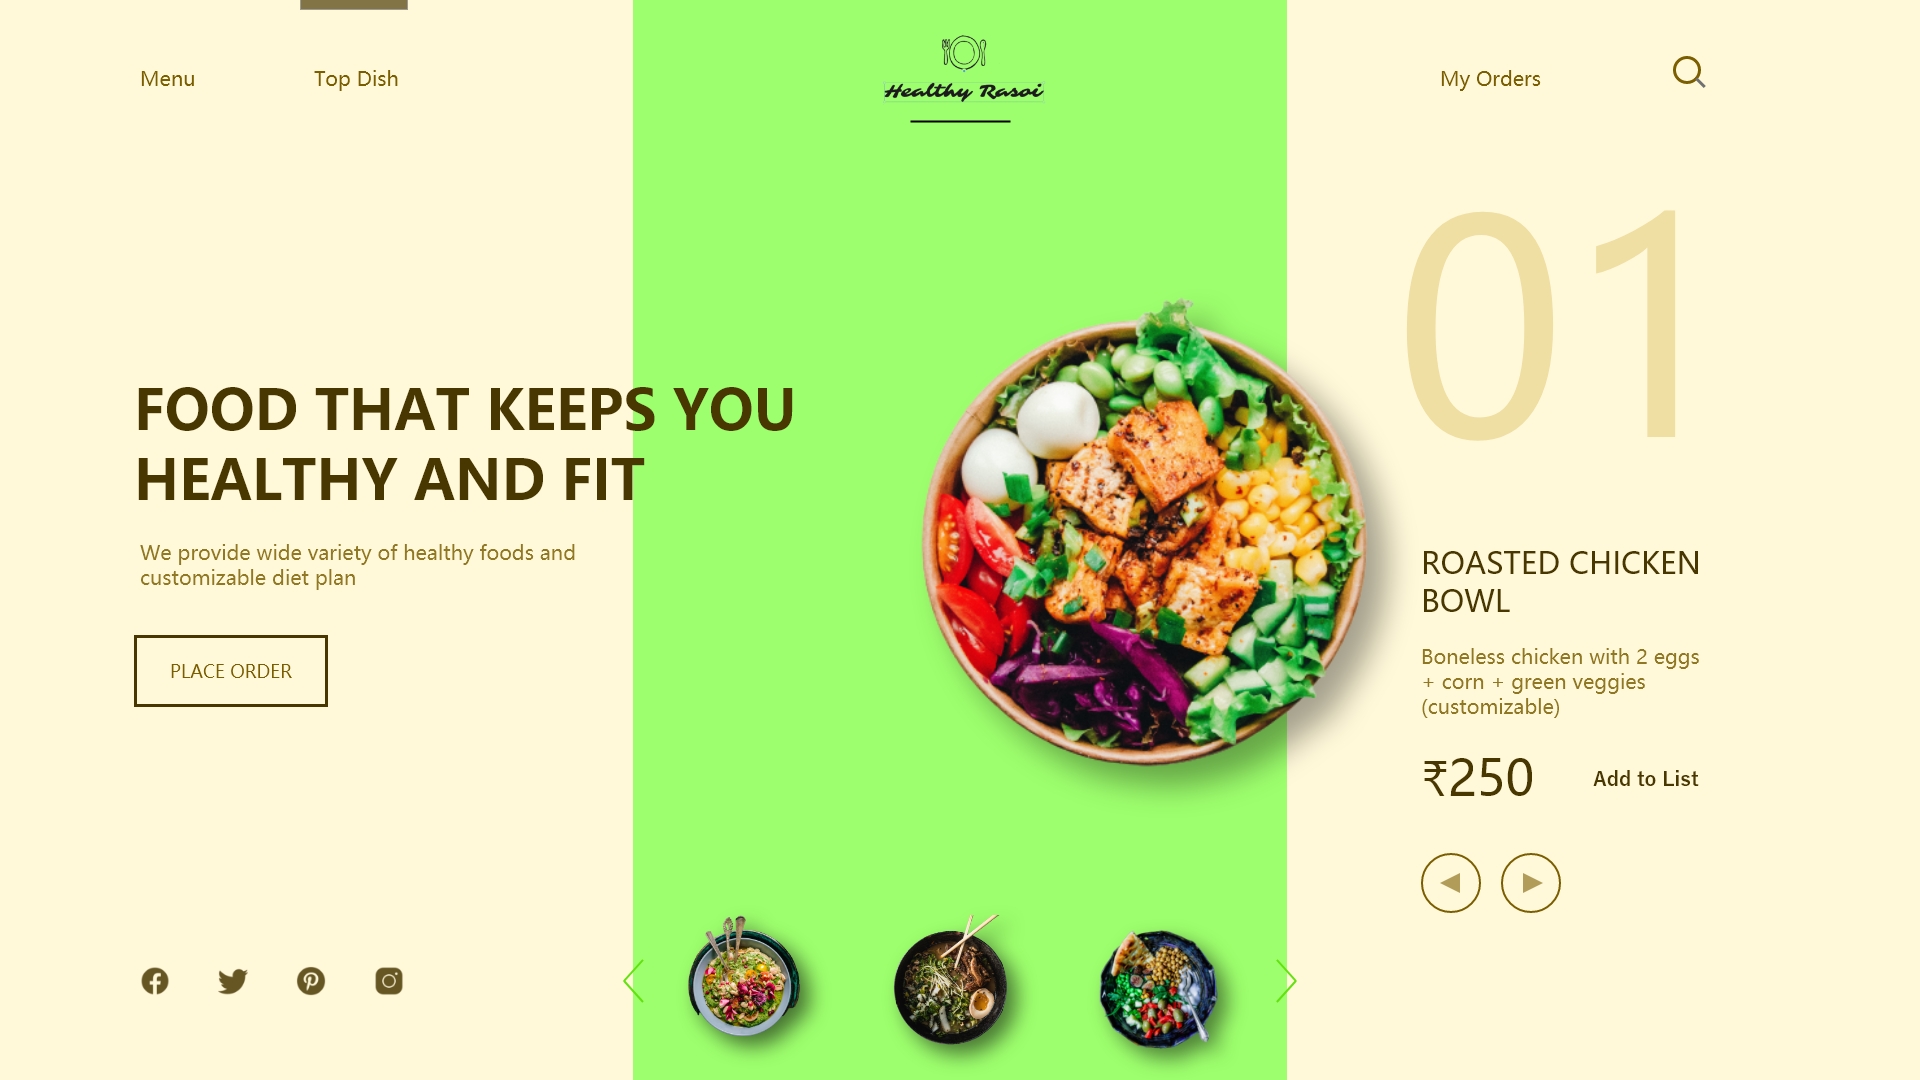 Menu
Top Dish
Healthy Rasoi
My Orders
01
FOOD THAT KEEPS YOU
HEALTHY AND FIT
We provide wide variety of healthy foods and
customizable diet plan
PLACE ORDER
ROASTED CHICKEN
BOWL
Boneless chicken with 2 eggs
+ corn + green veggies
(customizable)
₹250
Add to List